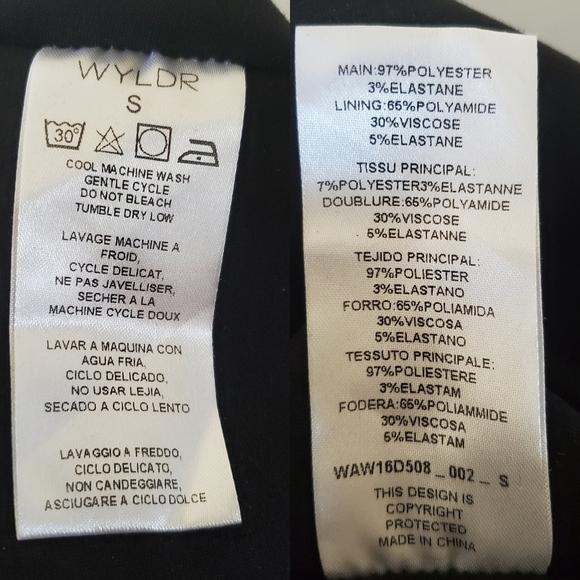 WYLDR
S
30°
COOL MACHINE WASH
GENTLE CYCLE
DO NOT BLEACH
TUMBLE DRY LOW
LAVAGE MACHINE A
FROID,
CYCLE DELICAT,
NE PAS JAVELLISER,
SECHER A LA
MACHINE CYCLE DOUX
LAVAR A MAQUINA CON
AGUA FRIA,
CICLO DELICADO,
NO USAR LEJIA,
SECADO A CICLO LENTO
LAVAGGIO A FREDDO,
CICLO DELICATO,
NON CANDEGGIARE,
ASCIUGARE A CICLO DOLCE
MAIN:97%POLYESTER
3%ELASTANE
LINING:65%POLYAMIDE
30%VISCOSE
5%ELASTANE
TISSU PRINCIPAL:
7%POLYESTER3%ELASTANNE
DOUBLURE:65%POLYAMIDE
30%VISCOSE
5%ELASTANNE
TEJIDO PRINCIPAL:
97%POLIESTER
3%ELASTANO
FORRO:65%POLIAMIDA
30%VISCOSA
5%ELASTANO
TESSUTO PRINCIPALE:
97%POLIESTERE
3%ELASTAM
FODERA:65%POLIAMMIDE
30%VISCOSA
5%ELASTAM
WAW16D508_002_S
THIS DESIGN IS
COPYRIGHT
PROTECTED
MADE IN CHINA